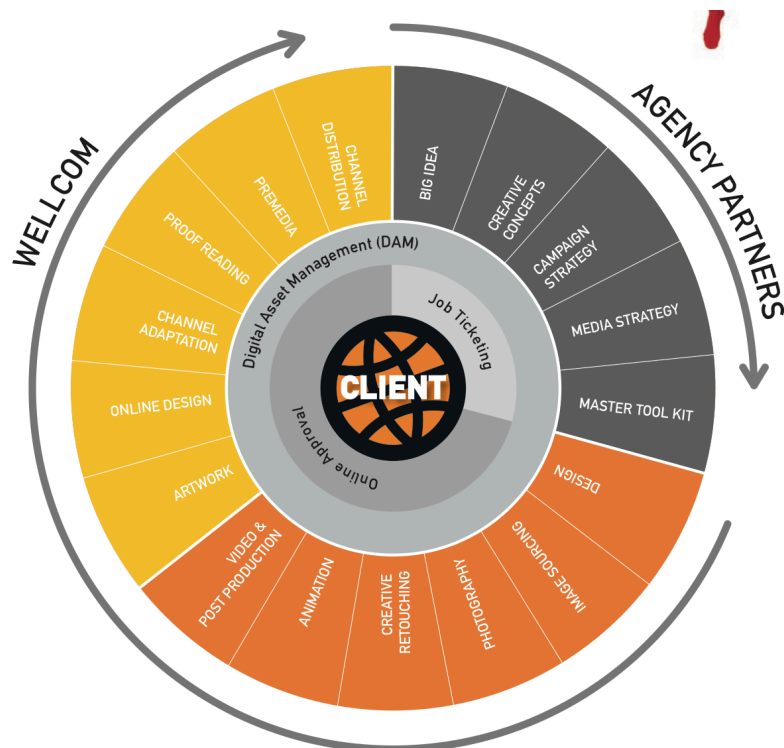 WELLCOM
AGENCY PARTNERS
BIG IDEA
CREATIVE
CONCEPTS
CAMPAIGN
STRATEGY
MEDIA STRATEGY
MASTER TOOL KIT
DESIGN
IMAGE SOURCING
PHOTOGRAPHY
CREATIVE
RETOUCHING
ANIMATION
VIDEO &
POST PRODUCTION
ARTWORK
ONLINE DESIGN
CHANNEL
ADAPTATION
PROOF READING
PREMEDIA
CHANNEL
DISTRIBUTION
Digital Asset Management (DAM)
Job Ticketing
Online Approval
CLIENT